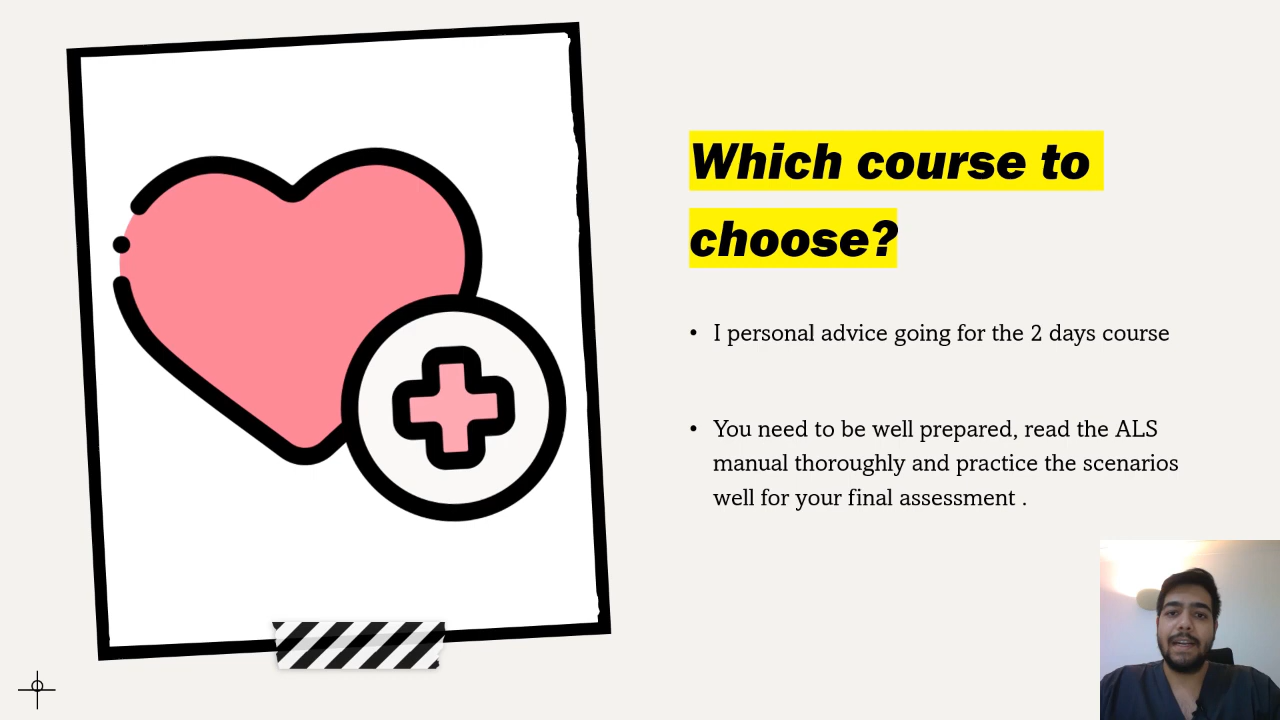 Which course to
choose?
• I personal advice going for the 2 days course
• You need to be well prepared, read the ALS
manual thoroughly and practice the scenarios
well for your final assessment .